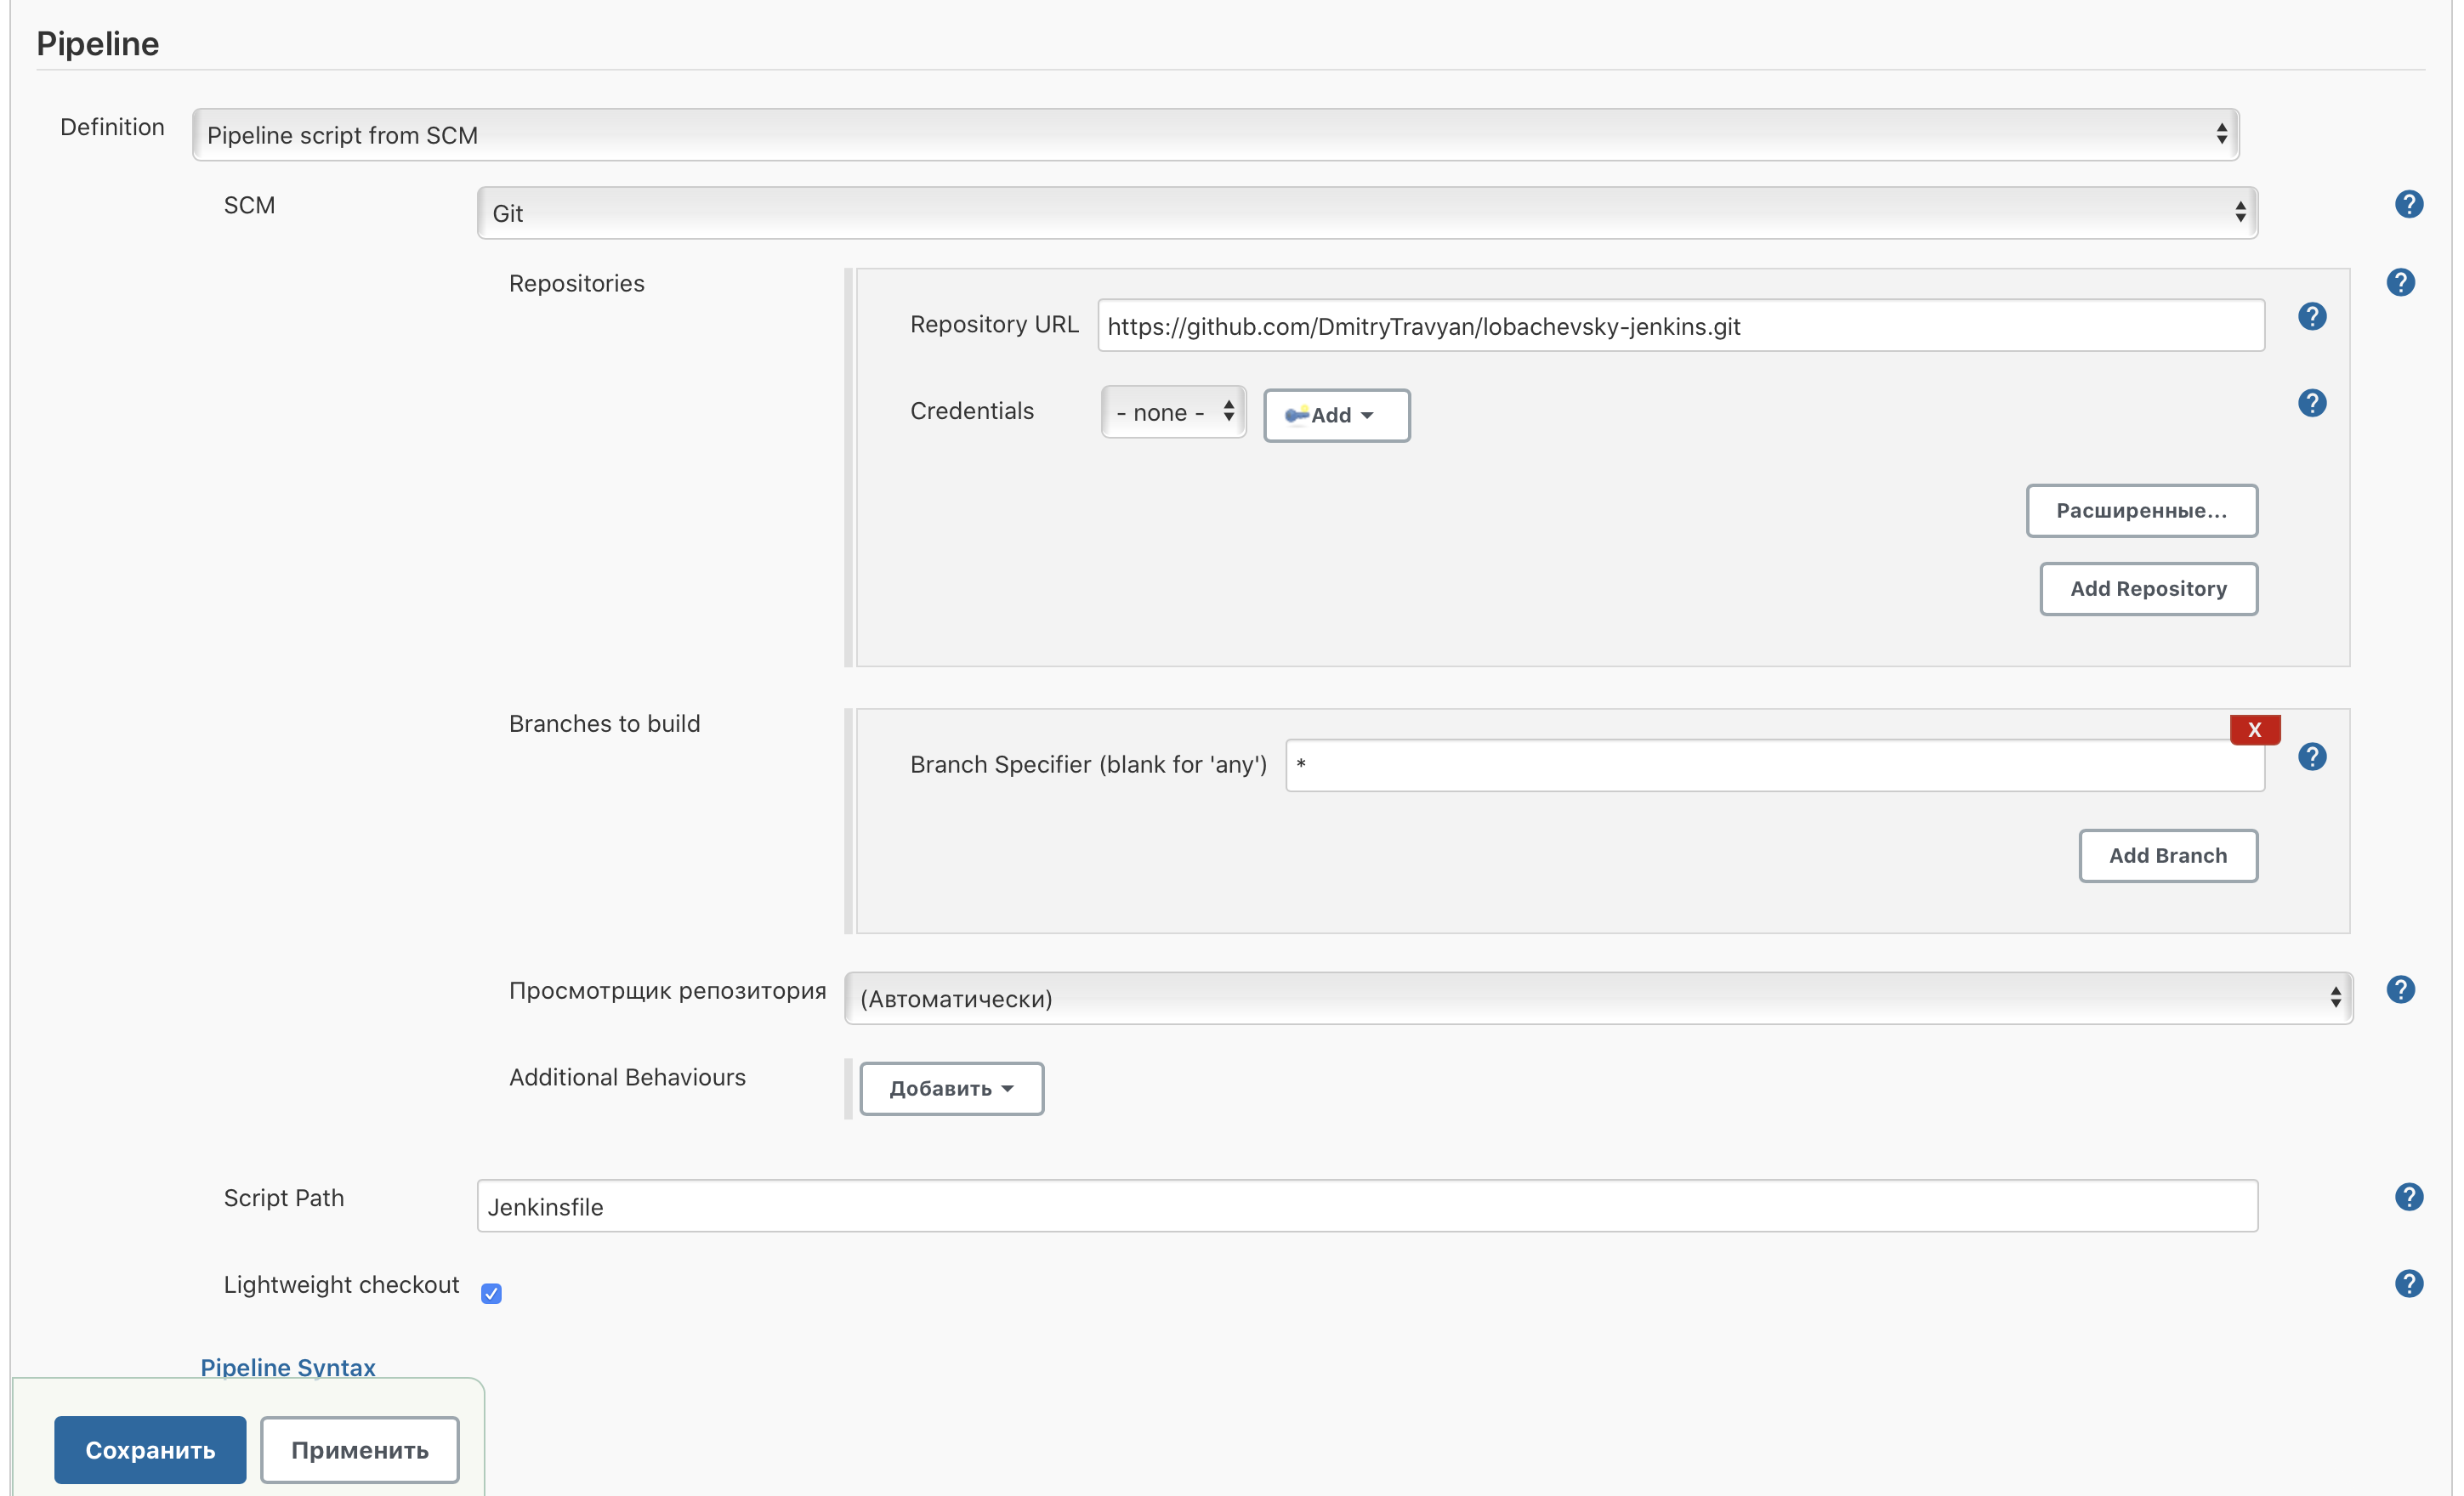 Pipeline
Definition
Pipeline script from SCM
SCM
Git
?
Repositories
?
Repository URL
https://github.com/DmitryTravyan/lobachevsky-jenkins.git
?
Credentials
- none -
Add
?
Расширенные...
Add Repository
Branches to build
X
Branch Specifier (blank for 'any')
*
?
Add Branch
Просмотрщик репозитория
(Автоматически)
?
Additional Behaviours
Добавить
Script Path
Jenkinsfile
?
Lightweight checkout
?
Pipeline Syntax
Сохранить
Применить